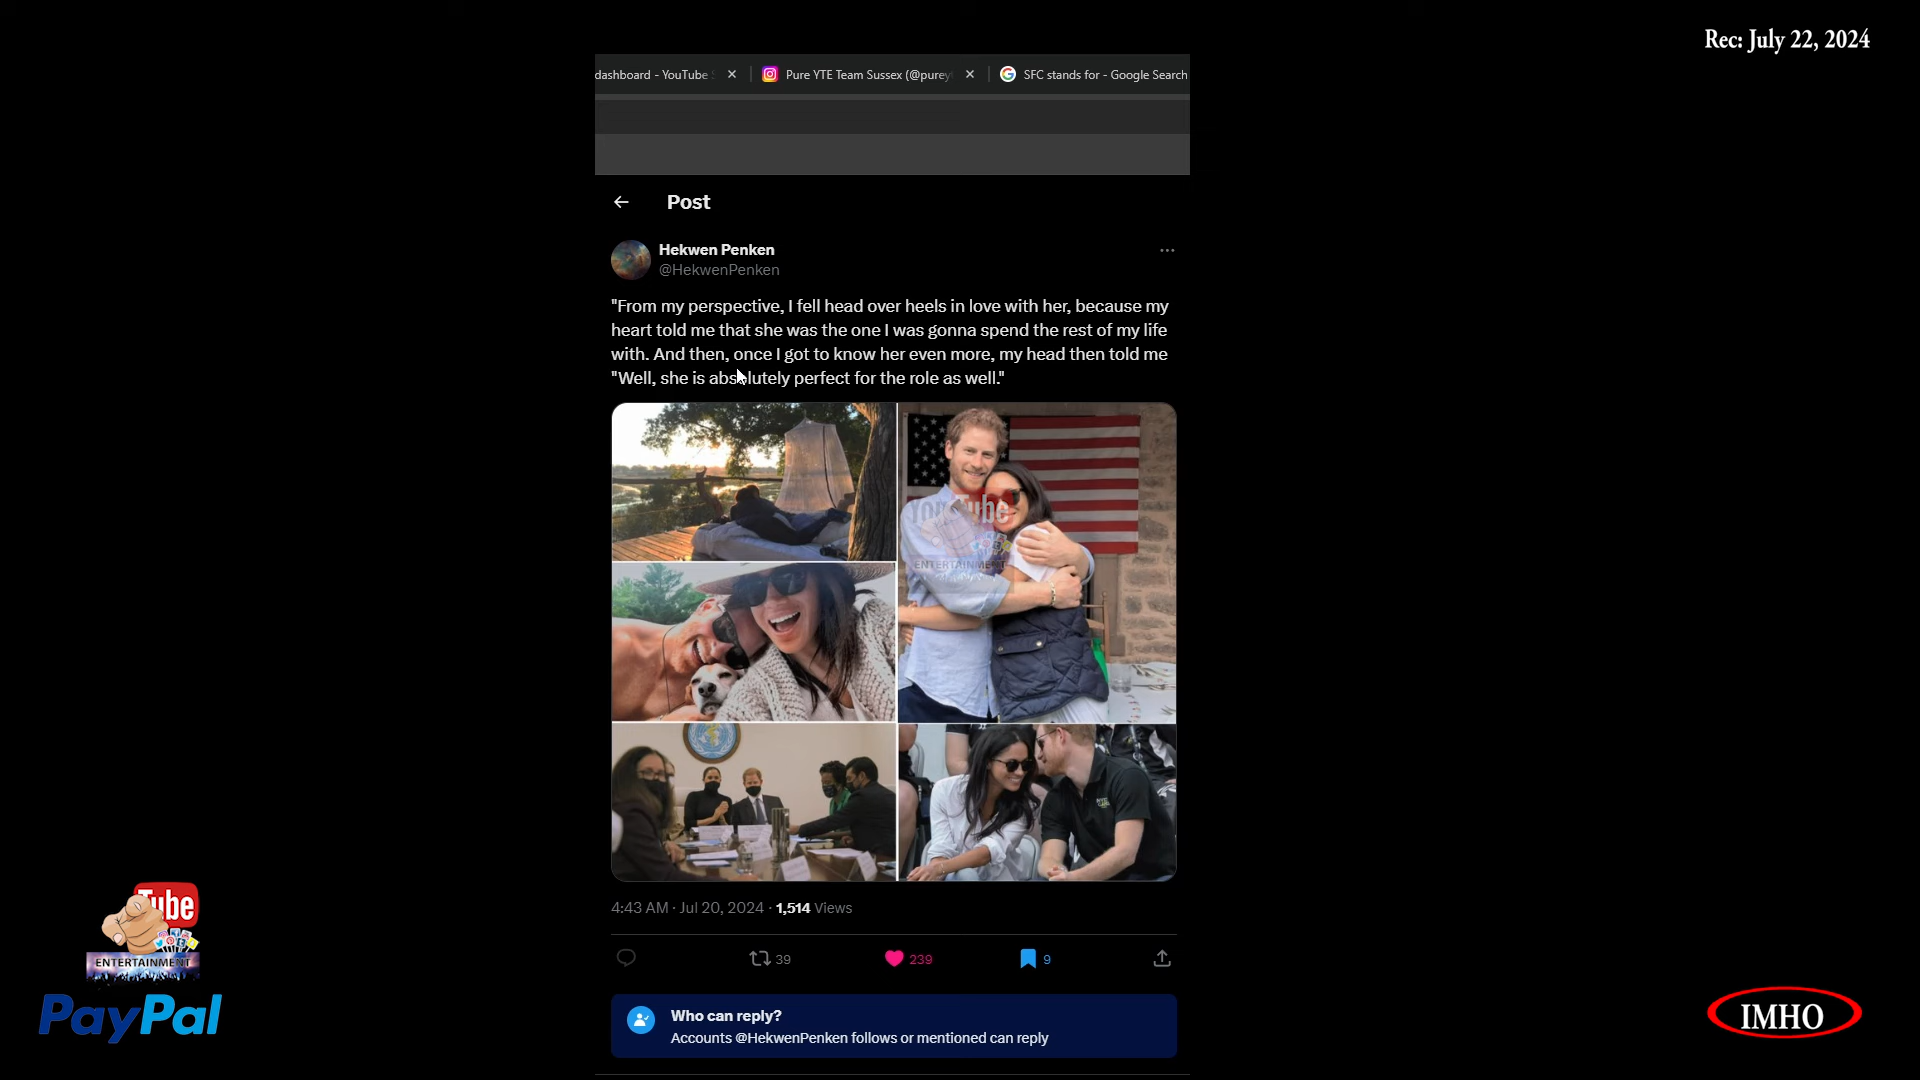 Rec: July 22, 2024
dashboard - YouTube
Pure YTE Team Sussex (@purey
SFC stands for - Google Search
Post
Hekwen Penken
@HekwenPenken
"From my perspective, I fell head over heels in love with her, because my
heart told me that she was the one I was gonna spend the rest of my life
with. And then, once I got to know her even more, my head then told me
"Well, she is absolutely perfect for the role as well."
YouTube
ENTERTAINMENT
4:43 AM · Jul 20, 2024 · 1,514 Views
39
239
9
Who can reply?
Accounts @HekwenPenken follows or mentioned can reply
Tube
ENTERTAINMENT
PayPal
IMHO